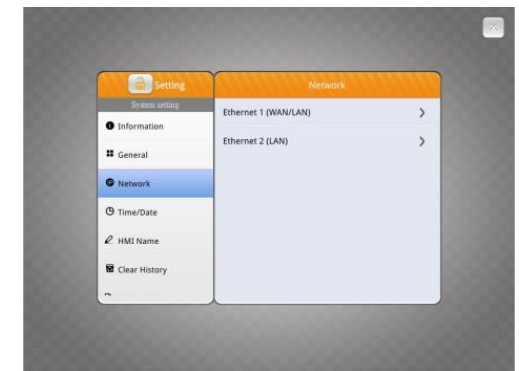 Setting
System setting
Information
General
Network
Time/Date
HMI Name
Clear History
Network
Ethernet 1 (WAN/LAN)
Ethernet 2 (LAN)